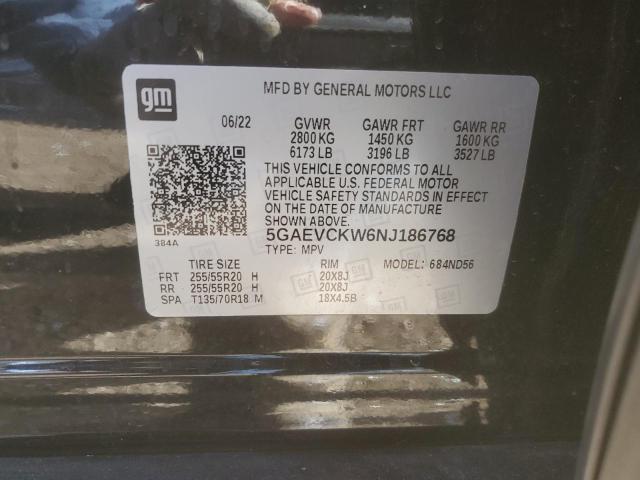 gm
MFD BY GENERAL MOTORS LLC
06/22 GVWR GAWR FRT GAWR RR
2800 KG 1450 KG 1600 KG
6173 LB 3196 LB 3527 LB
THIS VEHICLE CONFORMS TO ALL
APPLICABLE U.S. FEDERAL MOTOR
VEHICLE SAFETY STANDARDS IN EFFECT
ON THE DATE OF MANUFACTURE
SHOWN ABOVE.
384A 5GAEVCKW6NJ186768
TYPE: MPV
TIRE SIZE RIM MODEL: 684ND56
FRT 255/55R20 H 20X8J
RR 255/55R20 H 20X8J
SPA T135/70R18 M 18X4.5B